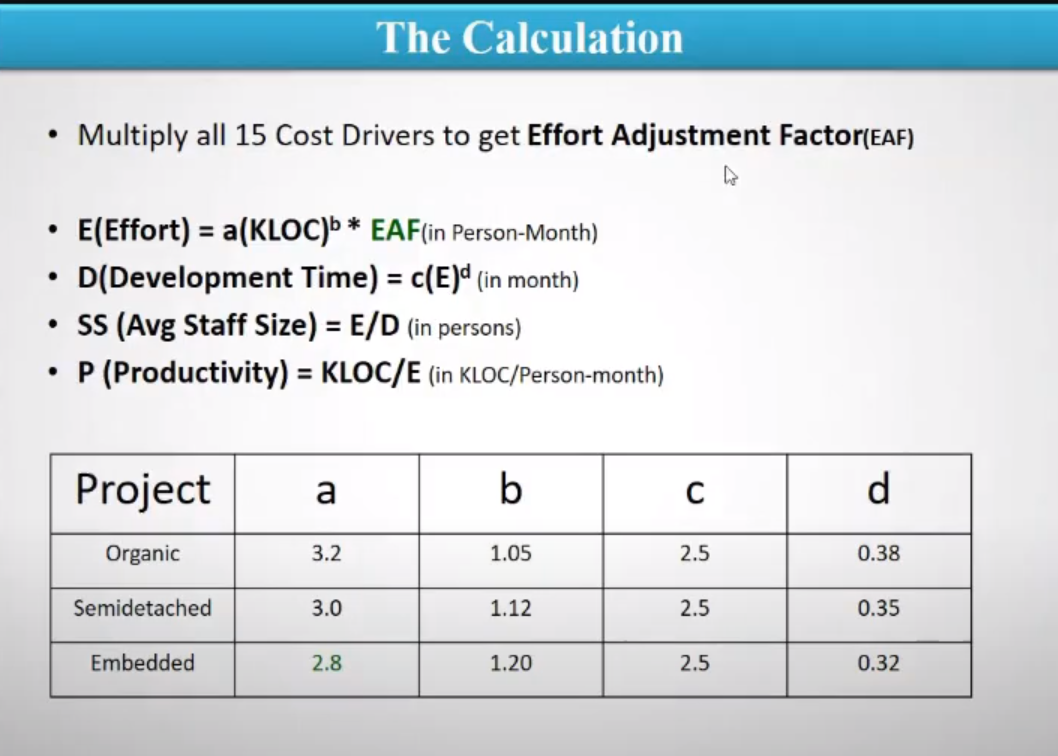 The Calculation
• Multiply all 15 Cost Drivers to get Effort Adjustment Factor(EAF)
• E(Effort) = a(KLOC)ᵇ * EAF(in Person-Month)
• D(Development Time) = c(E)ᵈ (in month)
• SS (Avg Staff Size) = E/D (in persons)
• P (Productivity) = KLOC/E (in KLOC/Person-month)
Project a b c d
Organic 3.2 1.05 2.5 0.38
Semidetached 3.0 1.12 2.5 0.35
Embedded 2.8 1.20 2.5 0.32